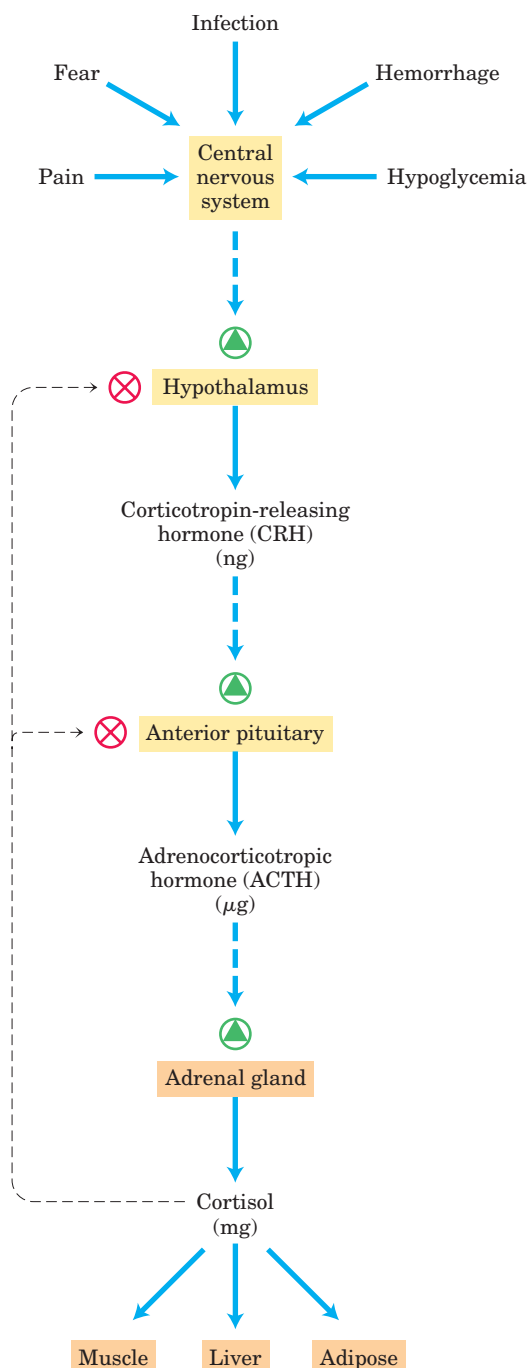 Infection
Fear
Hemorrhage
Central
nervous
system
Pain
Hypoglycemia
Hypothalamus
Corticotropin-releasing
hormone (CRH)
(ng)
Anterior pituitary
Adrenocorticotropic
hormone (ACTH)
(μg)
Adrenal gland
Cortisol
(mg)
Muscle
Liver
Adipose